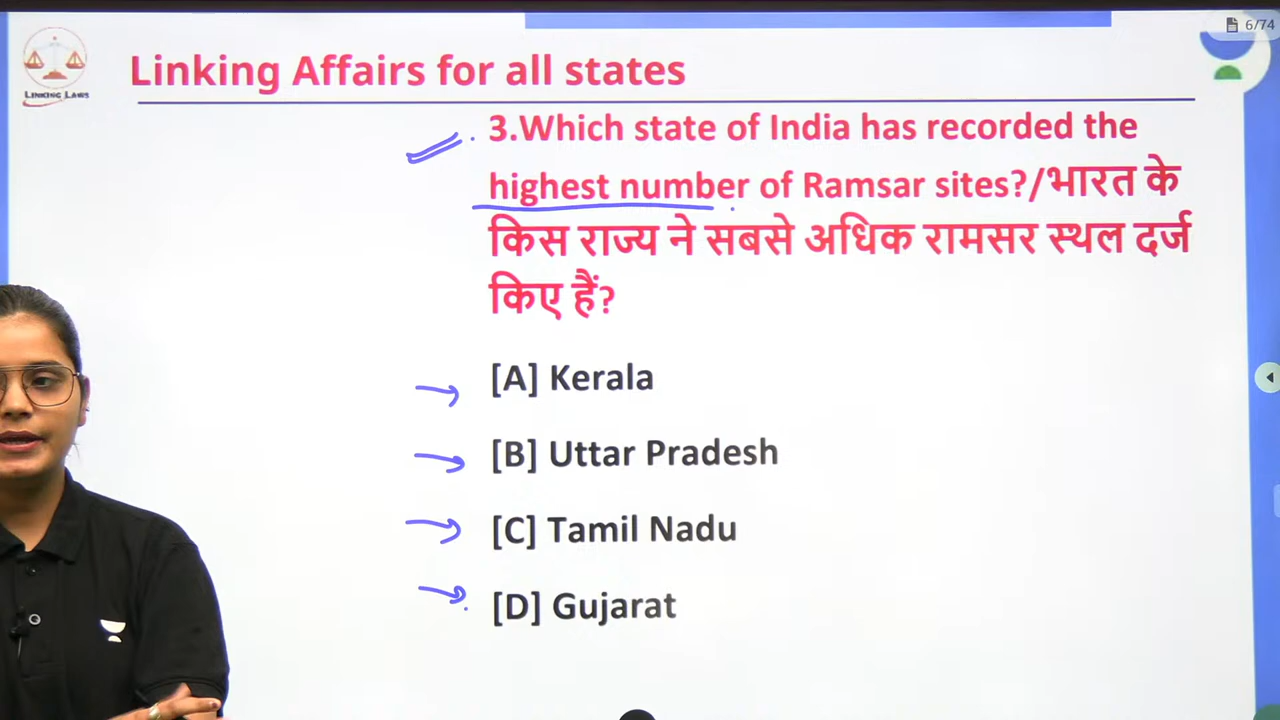 6/74
LINKING LAWS
Linking Affairs for all states
3.Which state of India has recorded the
highest number of Ramsar sites?/भारत के
किस राज्य ने सबसे अधिक रामसर स्थल दर्ज
किए हैं?
[A] Kerala
[B] Uttar Pradesh
[C] Tamil Nadu
[D] Gujarat